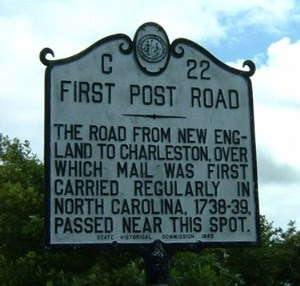 C 22
FIRST POST ROAD
THE ROAD FROM NEW ENG-
LAND TO CHARLESTON, OVER
WHICH MAIL WAS FIRST
CARRIED REGULARLY IN
NORTH CAROLINA, 1738-39,
PASSED NEAR THIS SPOT.
STATE HISTORICAL COMMISSION